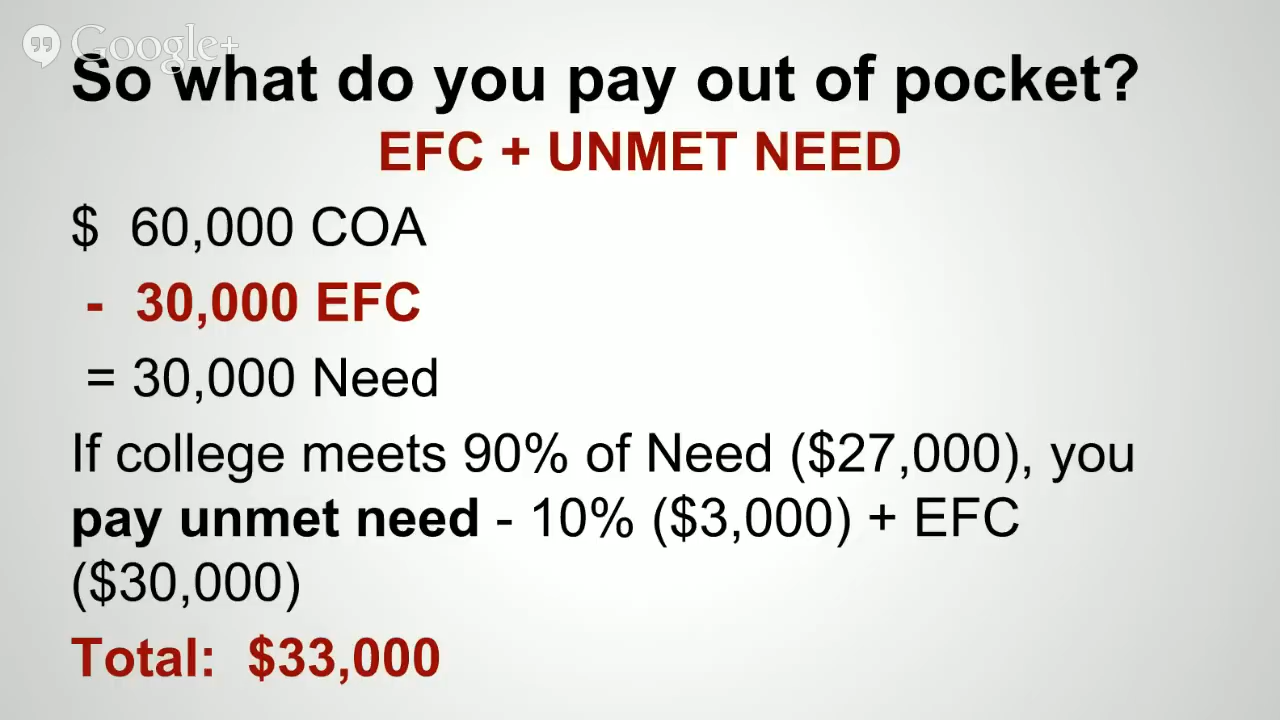 Google+
So what do you pay out of pocket?
EFC + UNMET NEED
$ 60,000 COA
- 30,000 EFC
= 30,000 Need
If college meets 90% of Need ($27,000), you
pay unmet need - 10% ($3,000) + EFC
($30,000)
Total: $33,000